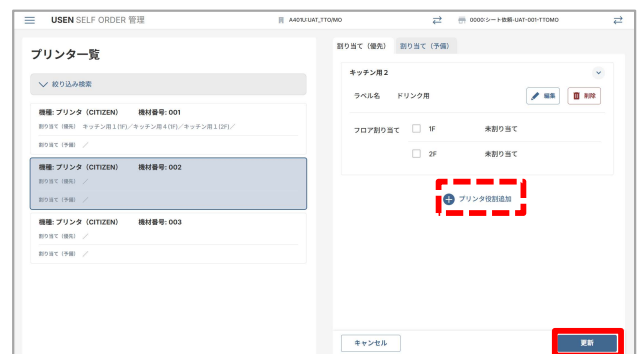 USEN SELF ORDER 管理
A401U:UAT_TTO/MO
0000:シート依頼-UAT-001-TTOMO
プリンター覧
絞り込み検索
機種: プリンタ（CITIZEN） 機材番号: 001
割り当て（優先） キッチン用１(1F)／キッチン用４(1F)／キッチン用１(2F)／
割り当て（予備） ／
機種: プリンタ（CITIZEN） 機材番号: 002
割り当て（優先） ／
割り当て（予備） ／
機種: プリンタ（CITIZEN） 機材番号: 003
割り当て（優先） ／
割り当て（予備） ／
割り当て（優先） 割り当て（予備）
キッチン用２
ラベル名 ドリンク用 編集 削除
フロア割り当て 1F 未割り当て
2F 未割り当て
プリンタ役割追加
キャンセル 更新